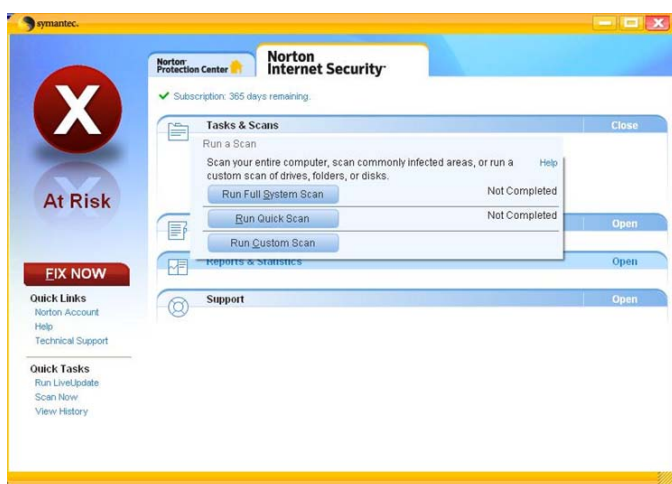 symantec.
Norton
Protection Center
Norton
Internet Security
Subscription: 365 days remaining.
X
At Risk
FIX NOW
Quick Links
Norton Account
Help
Technical Support
Quick Tasks
Run LiveUpdate
Scan Now
View History
Tasks & Scans Close
Run a Scan
Scan your entire computer, scan commonly infected areas, or run a Help
custom scan of drives, folders, or disks.
Run Full System Scan Not Completed
Run Quick Scan Not Completed
Run Custom Scan
Open
Reports & Statistics Open
Support Open